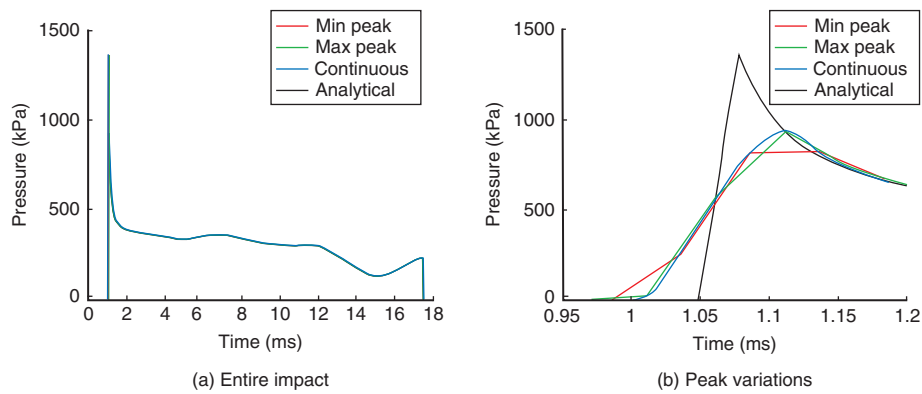 1500
1000
500
0
Pressure (kPa)
Min peak
Max peak
Continuous
Analytical
0 2 4 6 8 10 12 14 16 18
Time (ms)
(a) Entire impact
1500
1000
500
0
Pressure (kPa)
Min peak
Max peak
Continuous
Analytical
0.95 1 1.05 1.1 1.15 1.2
Time (ms)
(b) Peak variations